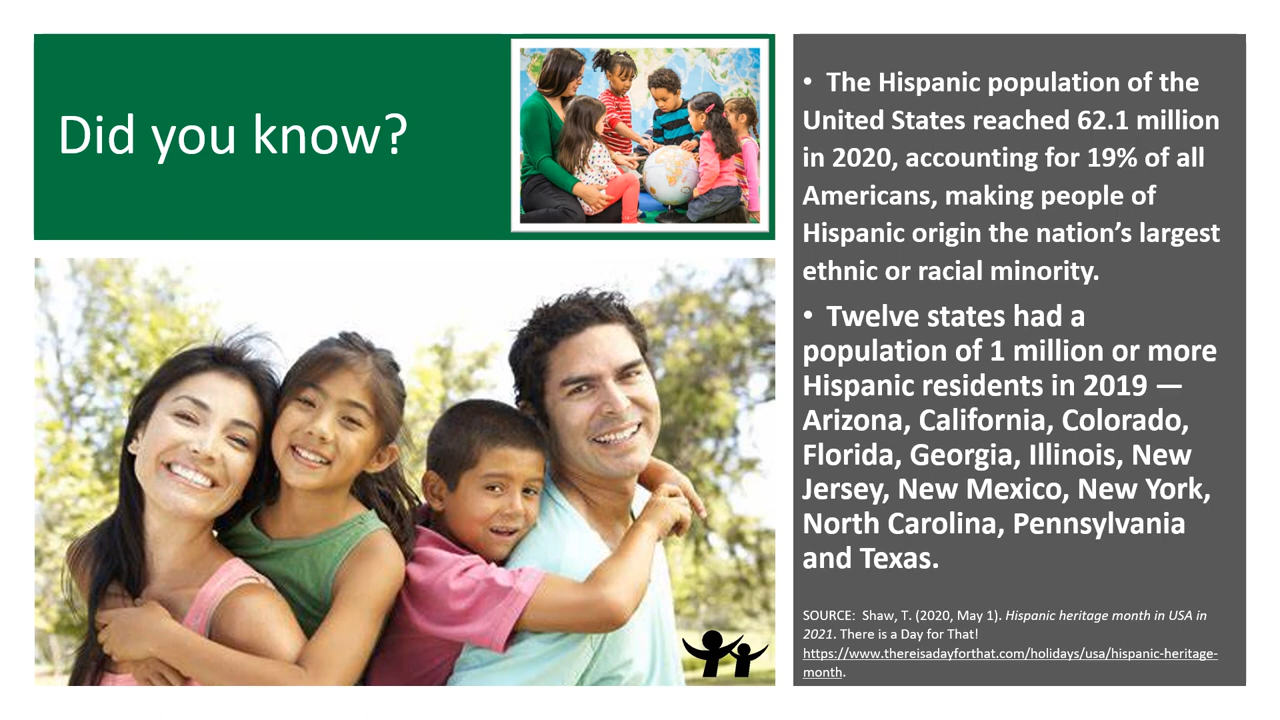 Did you know?
• The Hispanic population of the
United States reached 62.1 million
in 2020, accounting for 19% of all
Americans, making people of
Hispanic origin the nation’s largest
ethnic or racial minority.
• Twelve states had a
population of 1 million or more
Hispanic residents in 2019 —
Arizona, California, Colorado,
Florida, Georgia, Illinois, New
Jersey, New Mexico, New York,
North Carolina, Pennsylvania
and Texas.
SOURCE: Shaw, T. (2020, May 1). Hispanic heritage month in USA in
2021. There is a Day for That!
https://www.thereisadayforthat.com/holidays/usa/hispanic-heritage-
month.